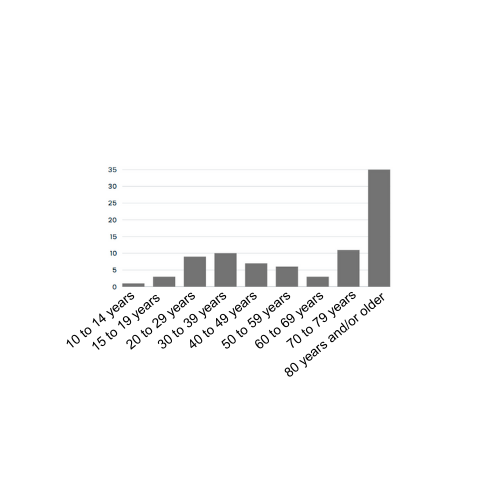 35
30
25
20
15
10
5
0
10 to 14 years
15 to 19 years
20 to 29 years
30 to 39 years
40 to 49 years
50 to 59 years
60 to 69 years
70 to 79 years
80 years and/or older